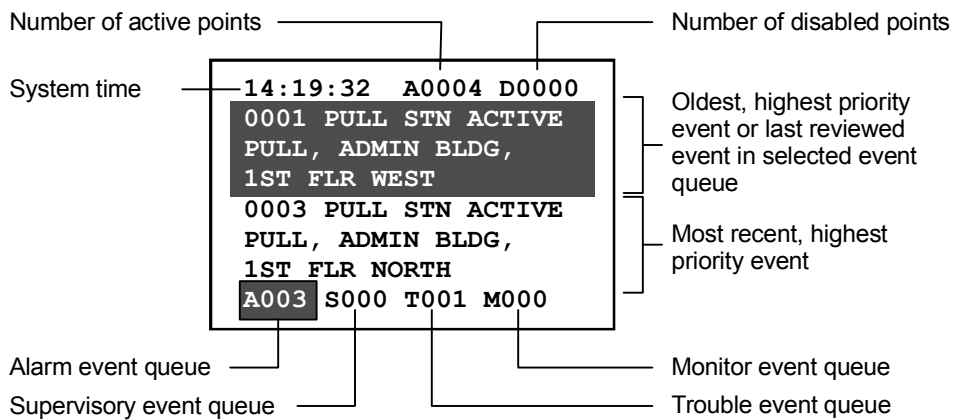 Number of active points
Number of disabled points
System time
14:19:32 A0004 D0000
0001 PULL STN ACTIVE
PULL, ADMIN BLDG,
1ST FLR WEST
0003 PULL STN ACTIVE
PULL, ADMIN BLDG,
1ST FLR NORTH
A003 S000 T001 M000
Oldest, highest priority
event or last reviewed
event in selected event
queue
Most recent, highest
priority event
Alarm event queue
Monitor event queue
Supervisory event queue
Trouble event queue